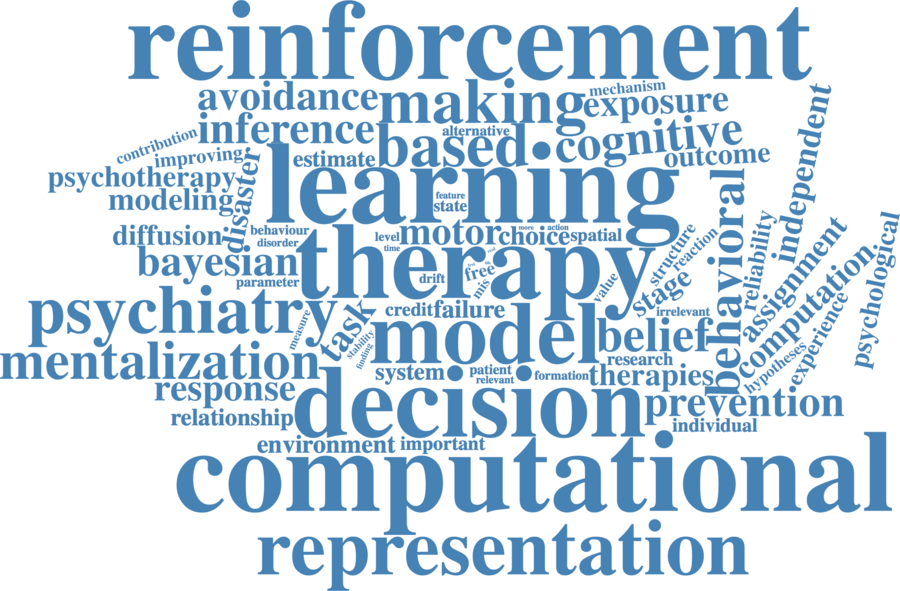 reinforcement
mechanism
avoidance
making
exposure
independent
contribution
inference
alternative
based
cognitive
improving
estimate
outcome
psychotherapy
disaster
learning
modeling
feature
state
behavioral
diffusion
behaviour
disorder
level
time
motor
more
choice
action
spatial
structure
reaction
reliability
assignment
psychological
bayesian
therapy
parameter
drift
free
mis
value
stage
computation
psychiatry
measure
task
credit
failure
irrelevant
model
belief
stability
finding
hypotheses
experience
mentalization
system
patient
relevant
formation
research
therapies
response
decision
prevention
relationship
individual
environment
important
computational
representation